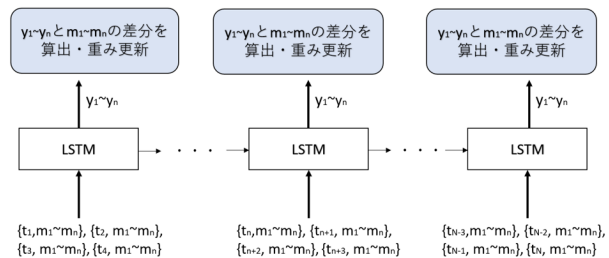 y₁~yₙとm₁~mₙの差分を
算出・重み更新
y₁~yₙとm₁~mₙの差分を
算出・重み更新
y₁~yₙとm₁~mₙの差分を
算出・重み更新
y₁~yₙ
y₁~yₙ
y₁~yₙ
LSTM
・・・
LSTM
・・・
LSTM
{t₁,m₁~mₙ}, {t₂, m₁~mₙ},
{t₃, m₁~mₙ},{t₄, m₁~mₙ}
{tₙ,m₁~mₙ}, {tₙ₊₁, m₁~mₙ},
{tₙ₊₂, m₁~mₙ},{tₙ₊₃, m₁~mₙ}
{t_N-3,m₁~mₙ}, {t_N-2, m₁~mₙ},
{t_N-1, m₁~mₙ},{t_N, m₁~mₙ}